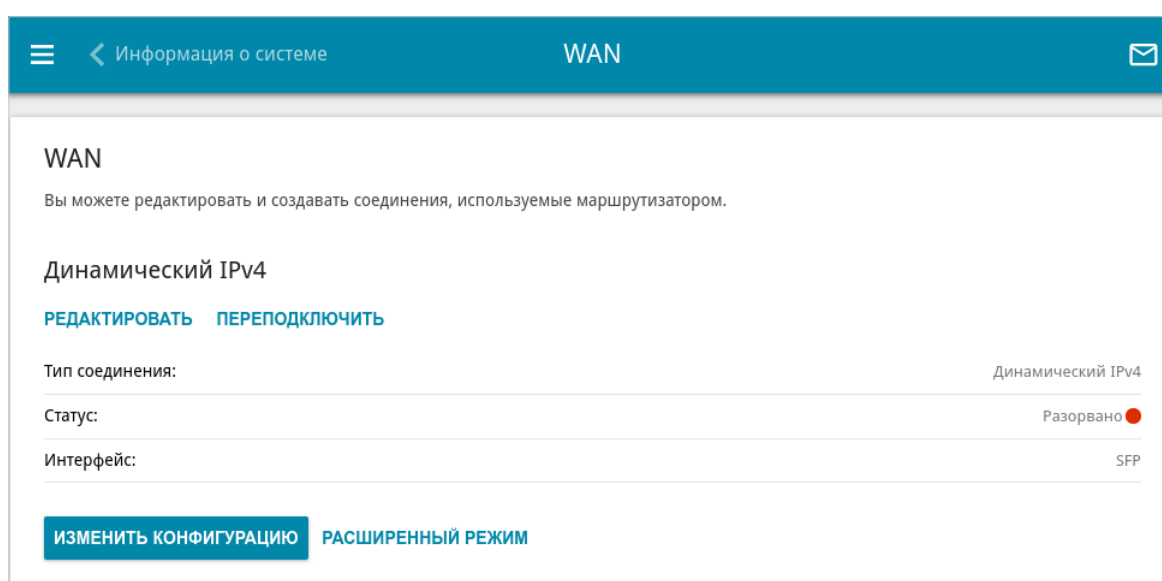 Информация о системе
WAN
WAN
Вы можете редактировать и создавать соединения, используемые маршрутизатором.
Динамический IPv4
РЕДАКТИРОВАТЬ ПЕРЕПОДКЛЮЧИТЬ
Тип соединения: Динамический IPv4
Статус: Разорвано
Интерфейс: SFP
ИЗМЕНИТЬ КОНФИГУРАЦИЮ РАСШИРЕННЫЙ РЕЖИМ